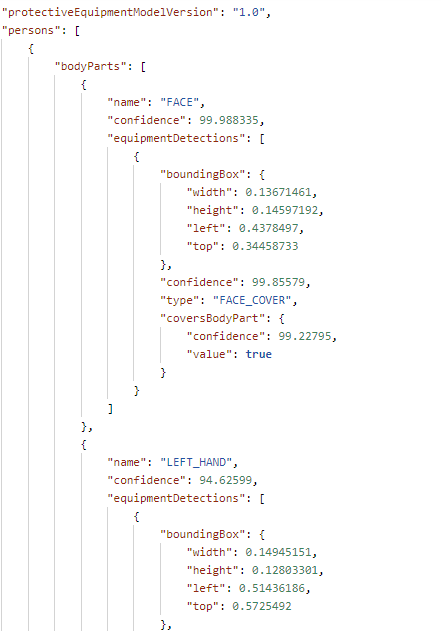 "protectiveEquipmentModelVersion": "1.0",
"persons": [
{
"bodyParts": [
{
"name": "FACE",
"confidence": 99.988335,
"equipmentDetections": [
{
"boundingBox": {
"width": 0.13671461,
"height": 0.14597192,
"left": 0.4378497,
"top": 0.34458733
},
"confidence": 99.85579,
"type": "FACE_COVER",
"coversBodyPart": {
"confidence": 99.22795,
"value": true
}
}
]
},
{
"name": "LEFT_HAND",
"confidence": 94.62599,
"equipmentDetections": [
{
"boundingBox": {
"width": 0.14945151,
"height": 0.12803301,
"left": 0.51436186,
"top": 0.5725492
},